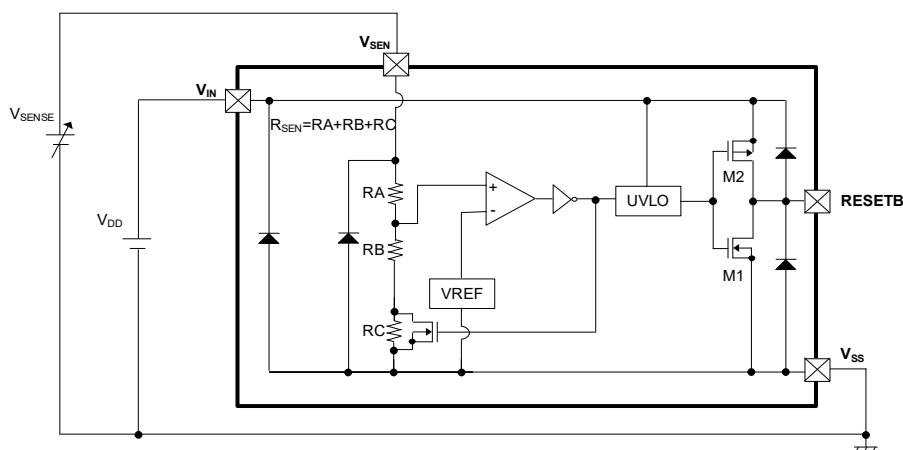 V_SEN
V_IN
V_SENSE
R_SEN=RA+RB+RC
M2
RA
+
UVLO
RESETB
-
V_DD
RB
M1
VREF
RC
V_SS